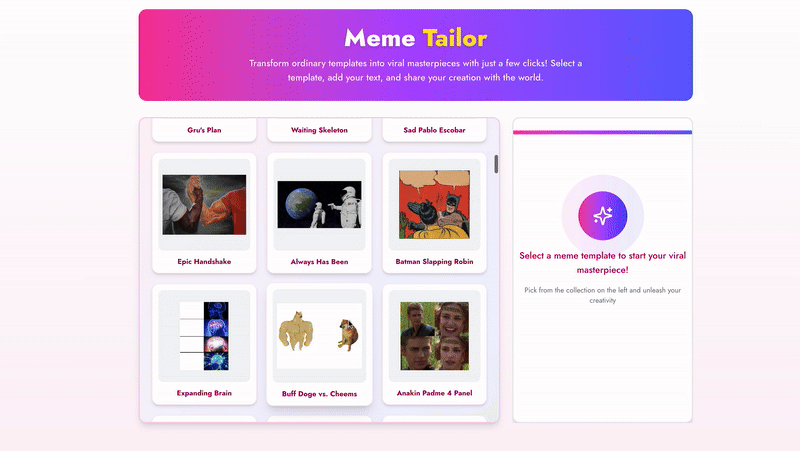 Meme Tailor
Transform ordinary templates into viral masterpieces with just a few clicks! Select a
template, add your text, and share your creation with the world.
Gru's Plan
Waiting Skeleton
Sad Pablo Escobar
Epic Handshake
Always Has Been
Batman Slapping Robin
Expanding Brain
Buff Doge vs. Cheems
Anakin Padme 4 Panel
Select a meme template to start your viral
masterpiece!
Pick from the collection on the left and unleash your
creativity